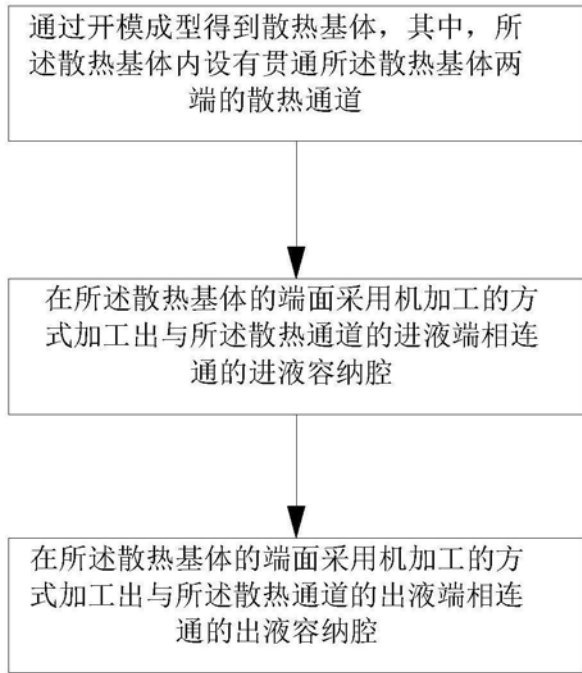 通过开模成型得到散热基体，其中，所
述散热基体内设有贯通所述散热基体两
端的散热通道
在所述散热基体的端面采用机加工的方
式加工出与所述散热通道的进液端相连
通的进液容纳腔
在所述散热基体的端面采用机加工的方
式加工出与所述散热通道的出液端相连
通的出液容纳腔